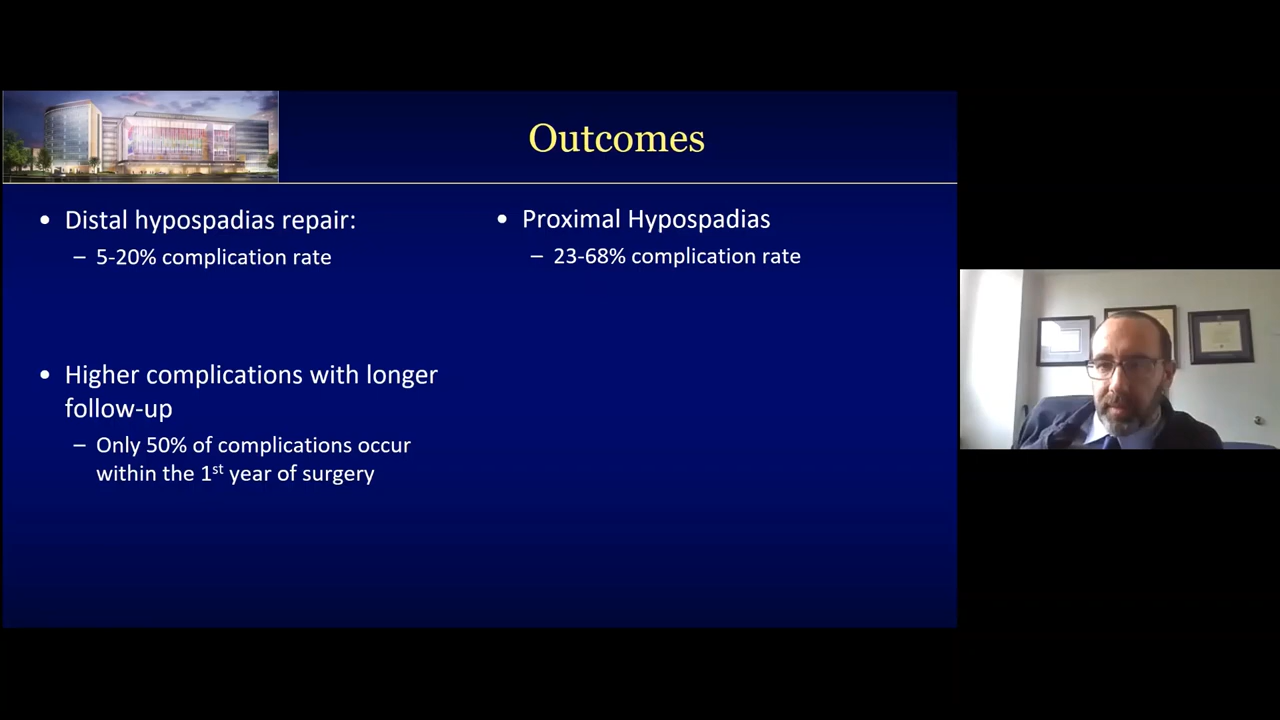 Outcomes
• Distal hypospadias repair:
– 5-20% complication rate
• Proximal Hypospadias
– 23-68% complication rate
• Higher complications with longer
follow-up
– Only 50% of complications occur
within the 1st year of surgery